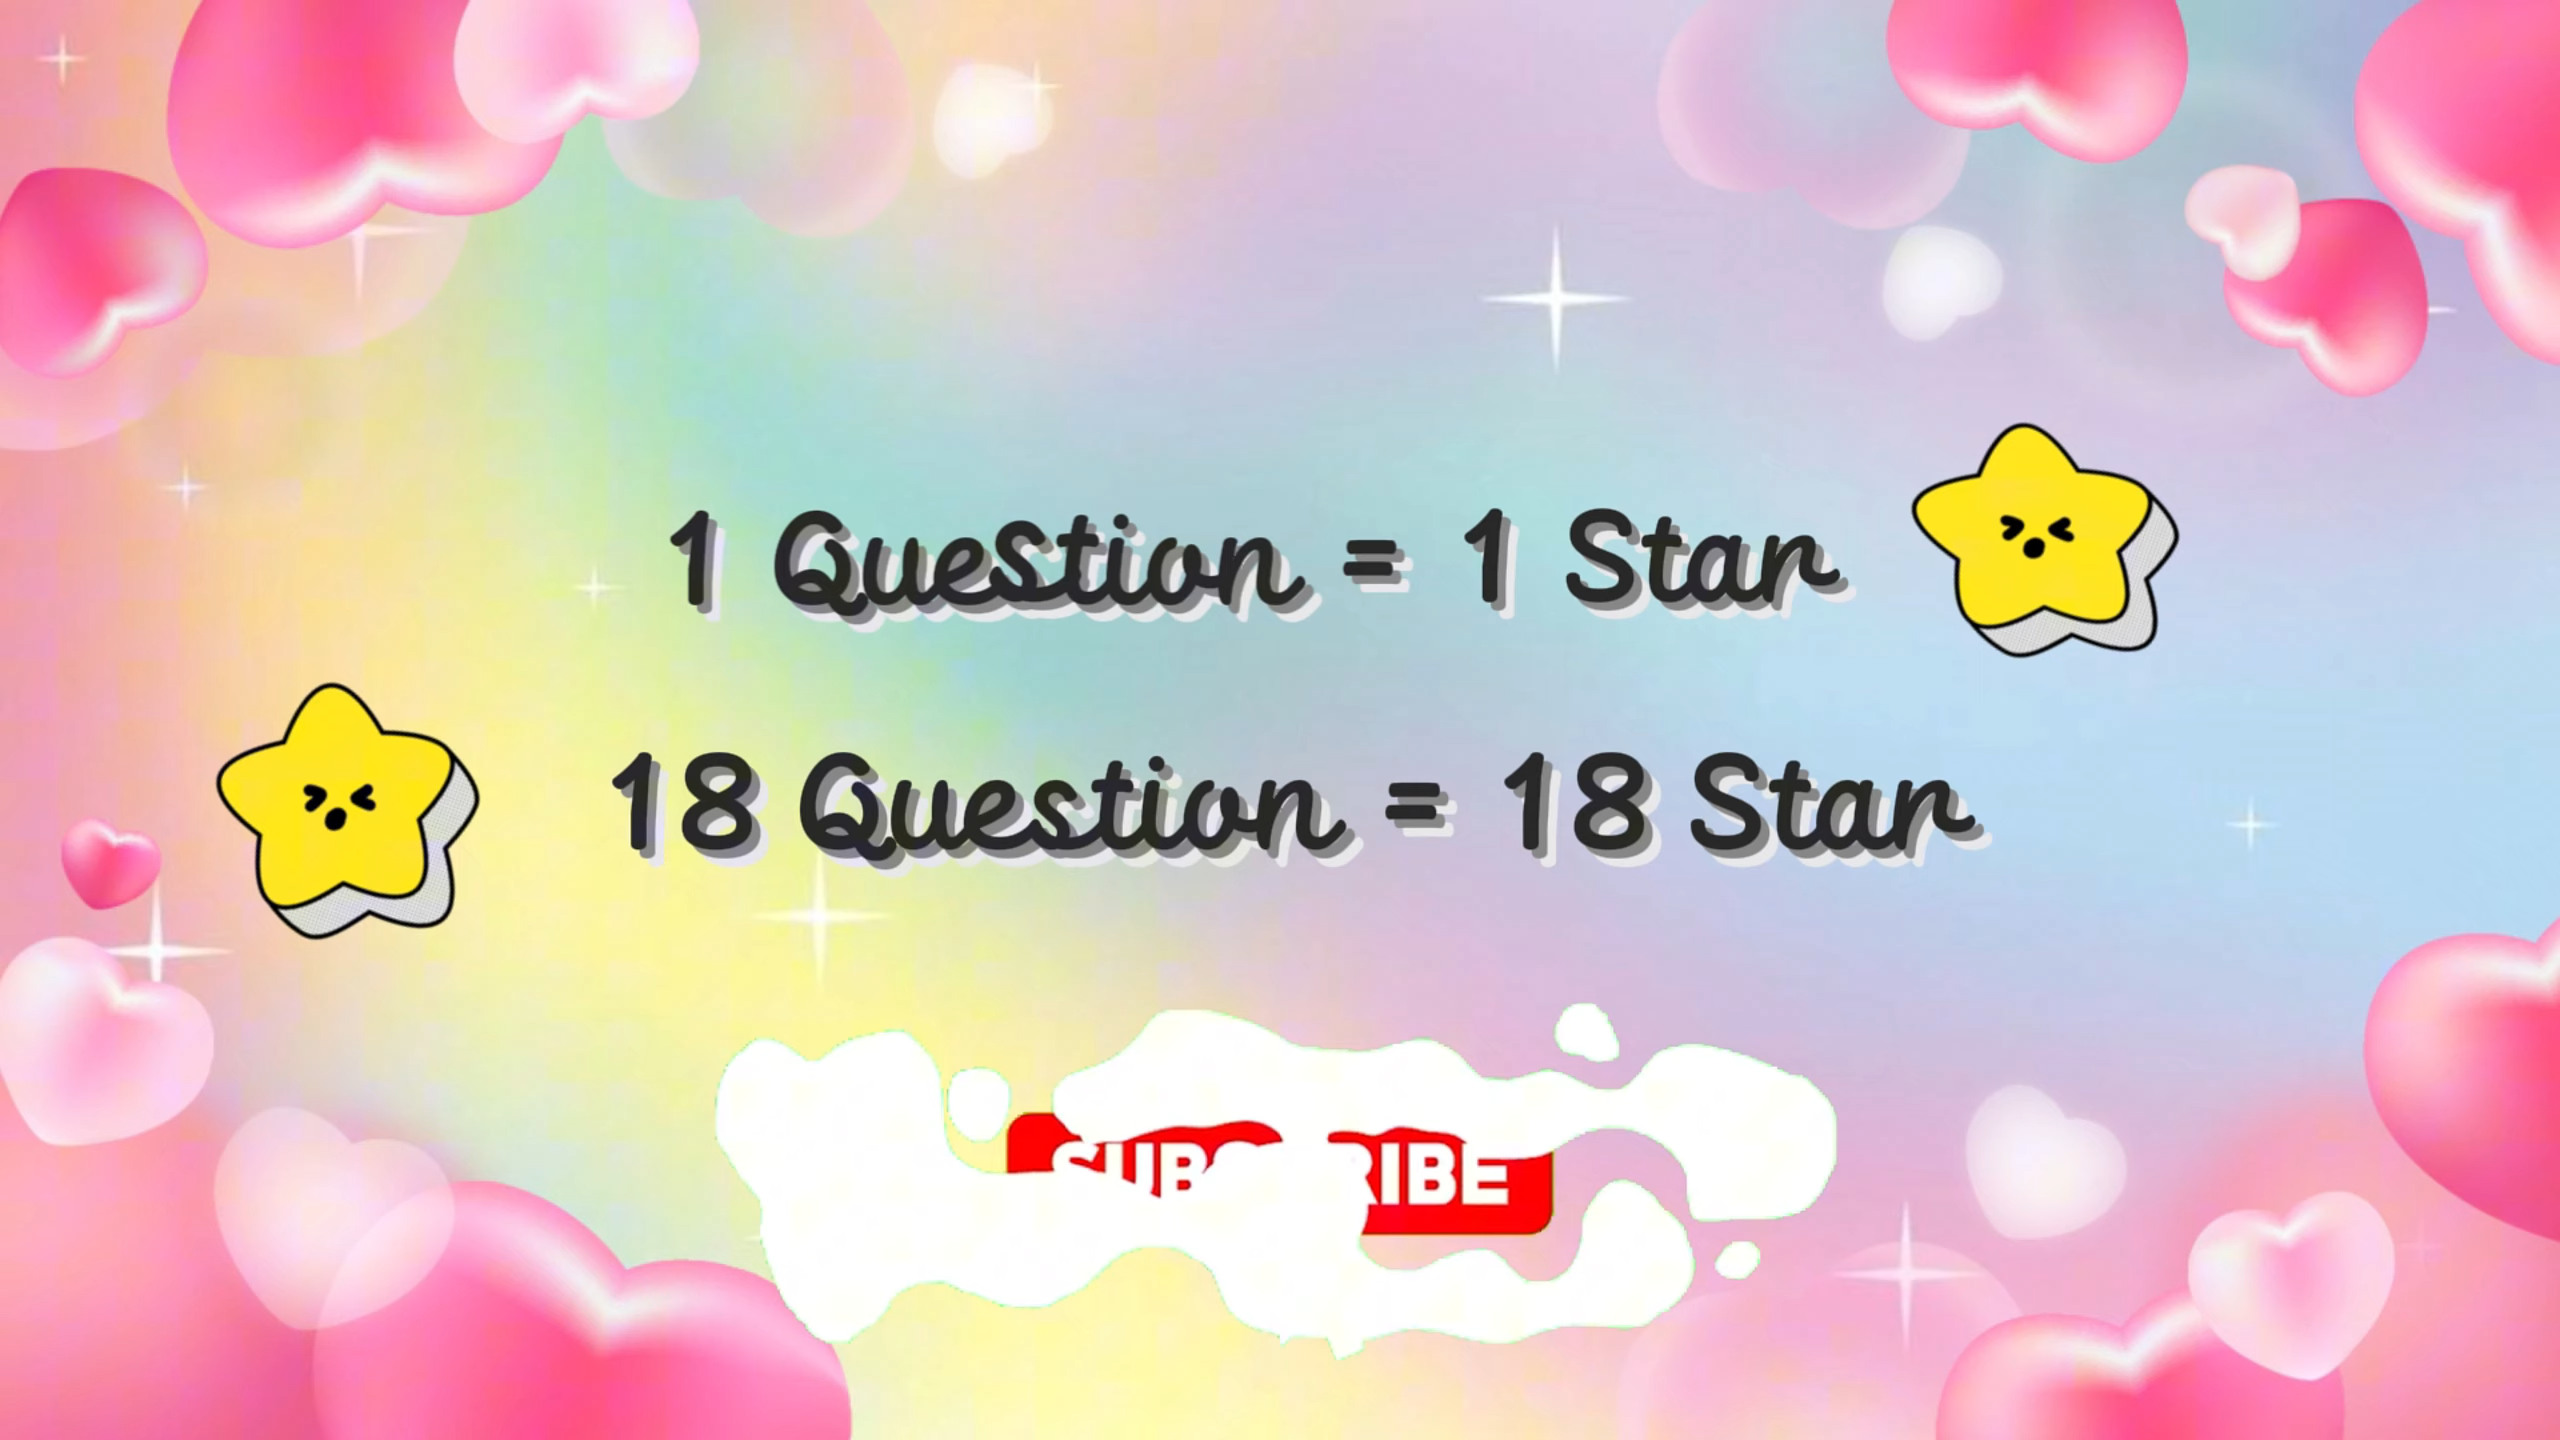 1 Question = 1 Star
18 Question = 18 Star